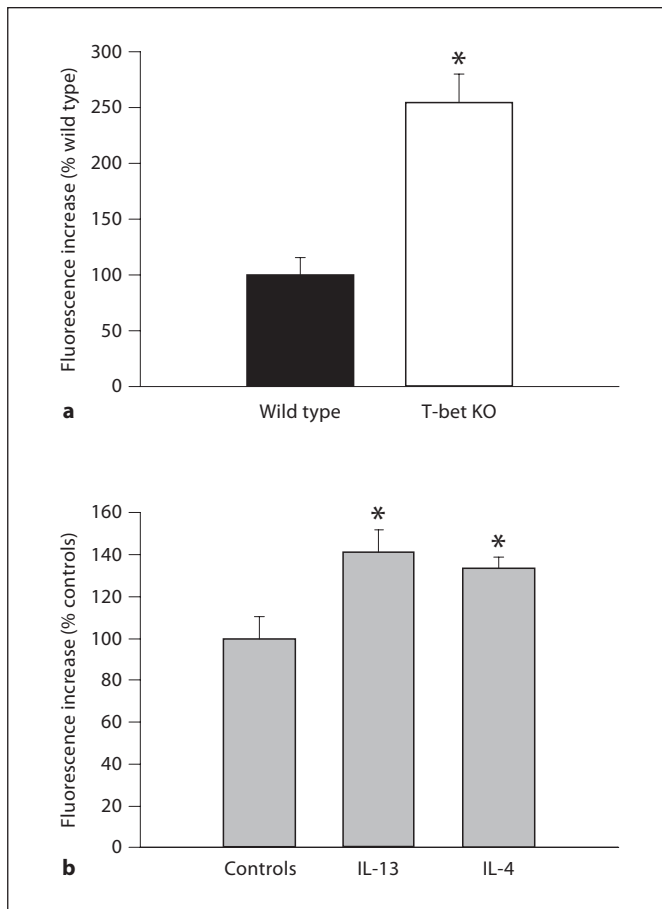 Fluorescence increase (% wild type)
300
250
200
150
100
50
0
*
a
Wild type
T-bet KO
Fluorescence increase (% controls)
160
140
120
100
80
60
40
20
0
*
*
b
Controls
IL-13
IL-4